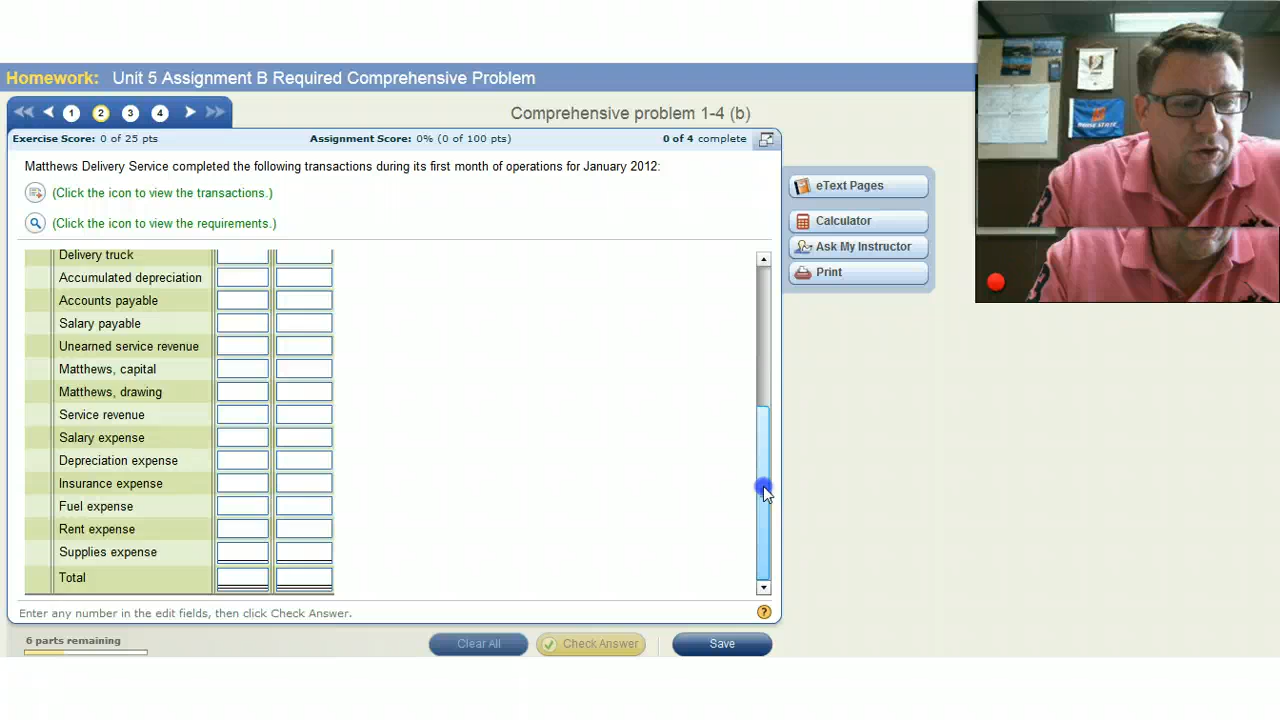 Homework: Unit 5 Assignment B Required Comprehensive Problem
1 2 3 4
Comprehensive problem 1-4 (b)
Exercise Score: 0 of 25 pts Assignment Score: 0% (0 of 100 pts) 0 of 4 complete
Matthews Delivery Service completed the following transactions during its first month of operations for January 2012:
(Click the icon to view the transactions.)
(Click the icon to view the requirements.)
eText Pages
Calculator
Ask My Instructor
Print
Delivery truck
Accumulated depreciation
Accounts payable
Salary payable
Unearned service revenue
Matthews, capital
Matthews, drawing
Service revenue
Salary expense
Depreciation expense
Insurance expense
Fuel expense
Rent expense
Supplies expense
Total
Enter any number in the edit fields, then click Check Answer. ?
6 parts remaining
Clear All Check Answer Save